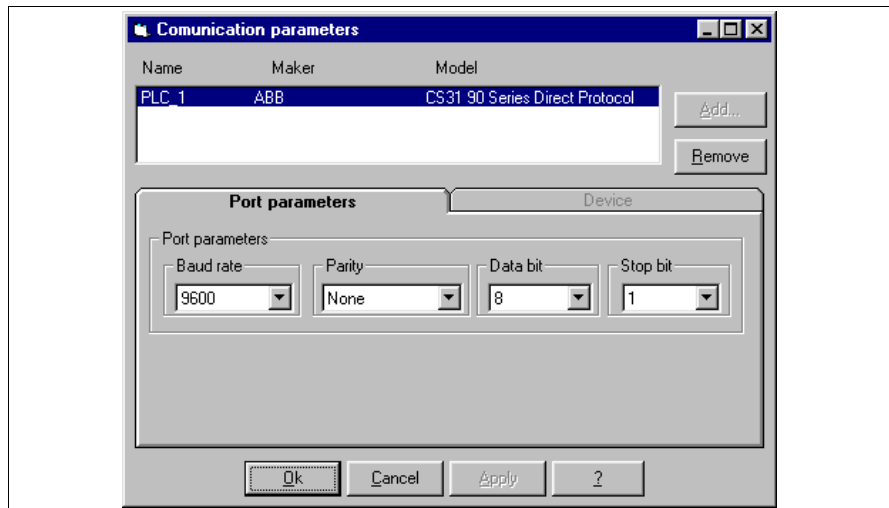 Comunication parameters
Name Maker Model
PLC_1 ABB CS31 90 Series Direct Protocol
Add...
Remove
Port parameters Device
Port parameters
Baud rate Parity Data bit Stop bit
9600 None 8 1
Ok Cancel Apply ?